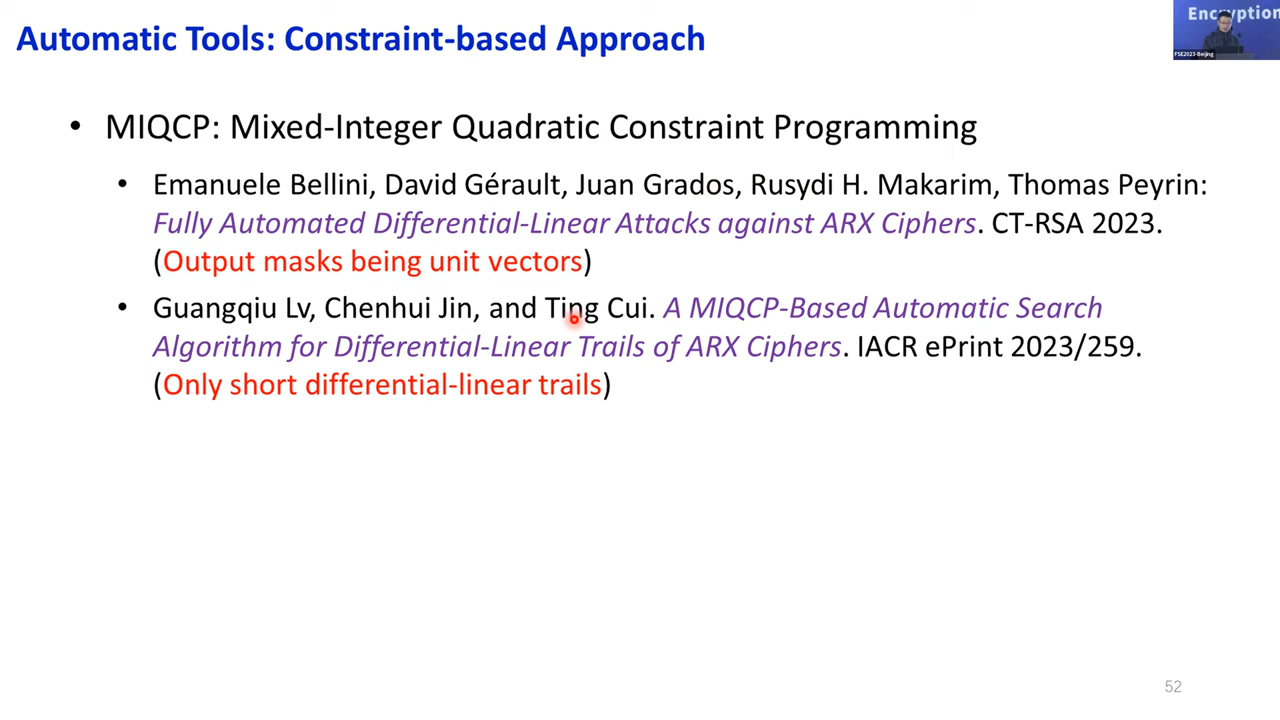 Automatic Tools: Constraint-based Approach
Encryption
FSE2023-Beijing
• MIQCP: Mixed-Integer Quadratic Constraint Programming
• Emanuele Bellini, David Gérault, Juan Grados, Rusydi H. Makarim, Thomas Peyrin:
Fully Automated Differential-Linear Attacks against ARX Ciphers. CT-RSA 2023.
(Output masks being unit vectors)
• Guangqiu Lv, Chenhui Jin, and Ting Cui. A MIQCP-Based Automatic Search
Algorithm for Differential-Linear Trails of ARX Ciphers. IACR ePrint 2023/259.
(Only short differential-linear trails)
52